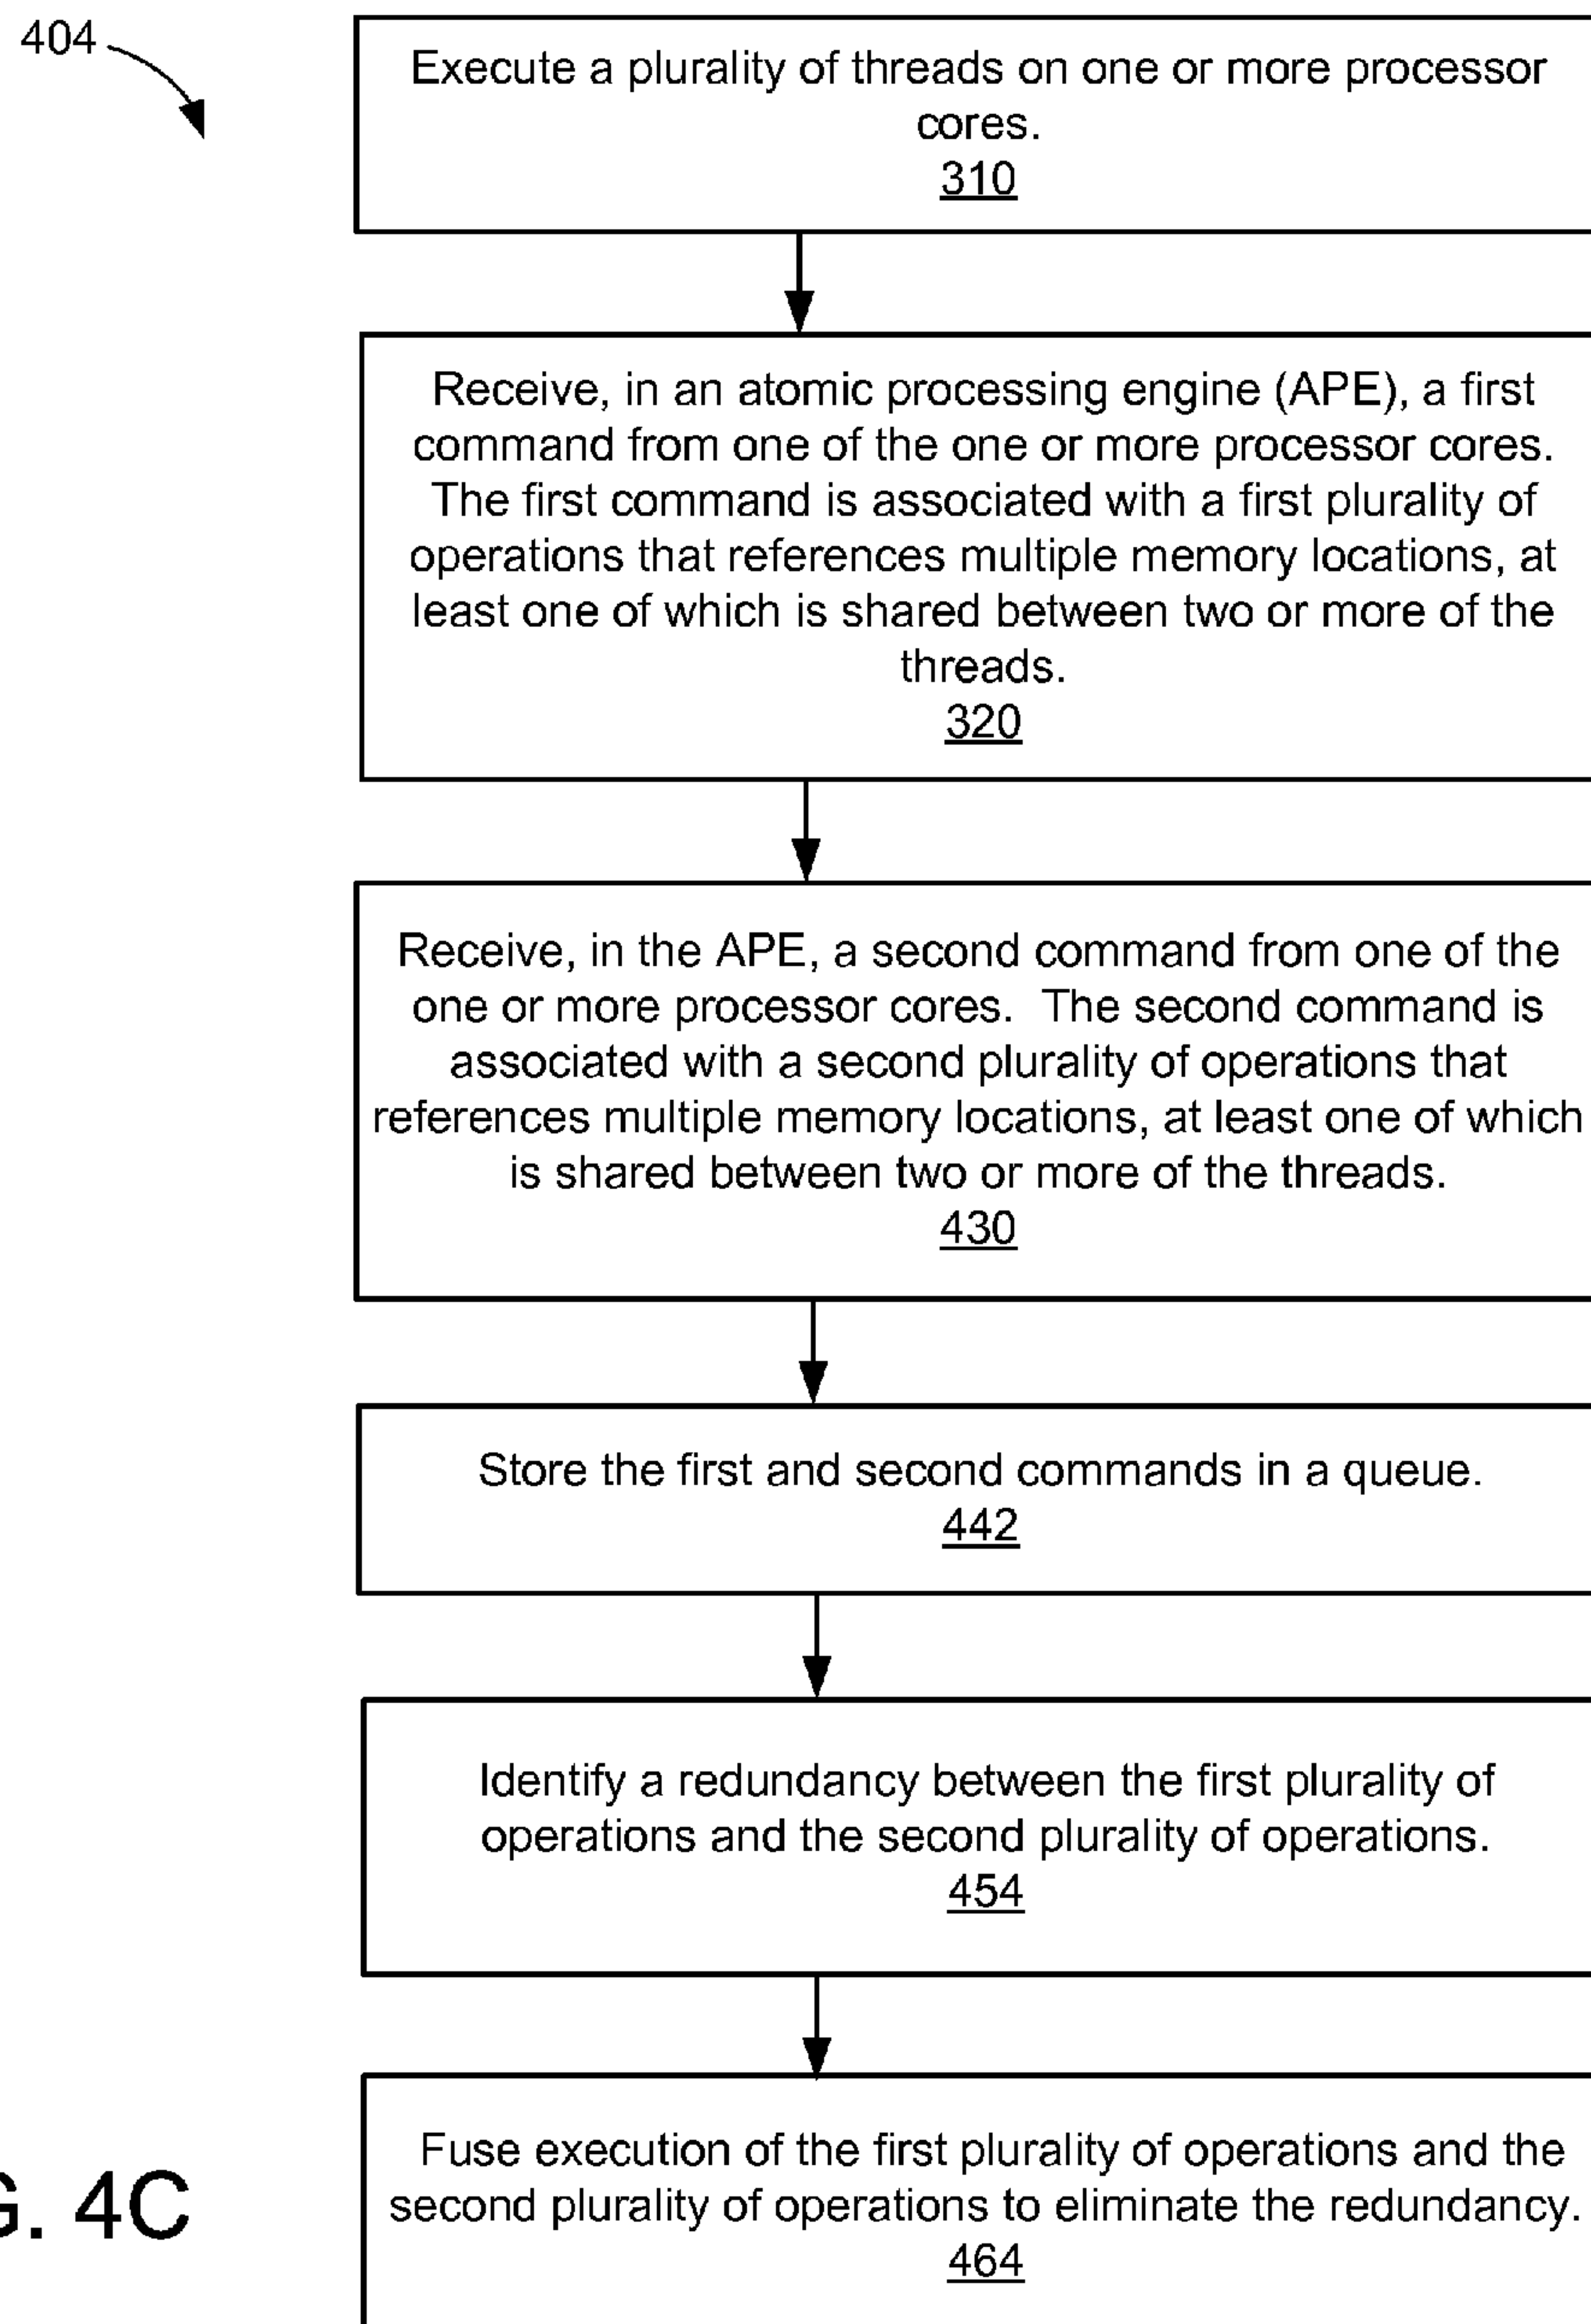 404
Execute a plurality of threads on one or more processor
cores.
310
Receive, in an atomic processing engine (APE), a first
command from one of the one or more processor cores.
The first command is associated with a first plurality of
operations that references multiple memory locations, at
least one of which is shared between two or more of the
threads.
320
Receive, in the APE, a second command from one of the
one or more processor cores. The second command is
associated with a second plurality of operations that
references multiple memory locations, at least one of which
is shared between two or more of the threads.
430
Store the first and second commands in a queue.
442
Identify a redundancy between the first plurality of
operations and the second plurality of operations.
454
Fuse execution of the first plurality of operations and the
second plurality of operations to eliminate the redundancy.
464
G. 4C